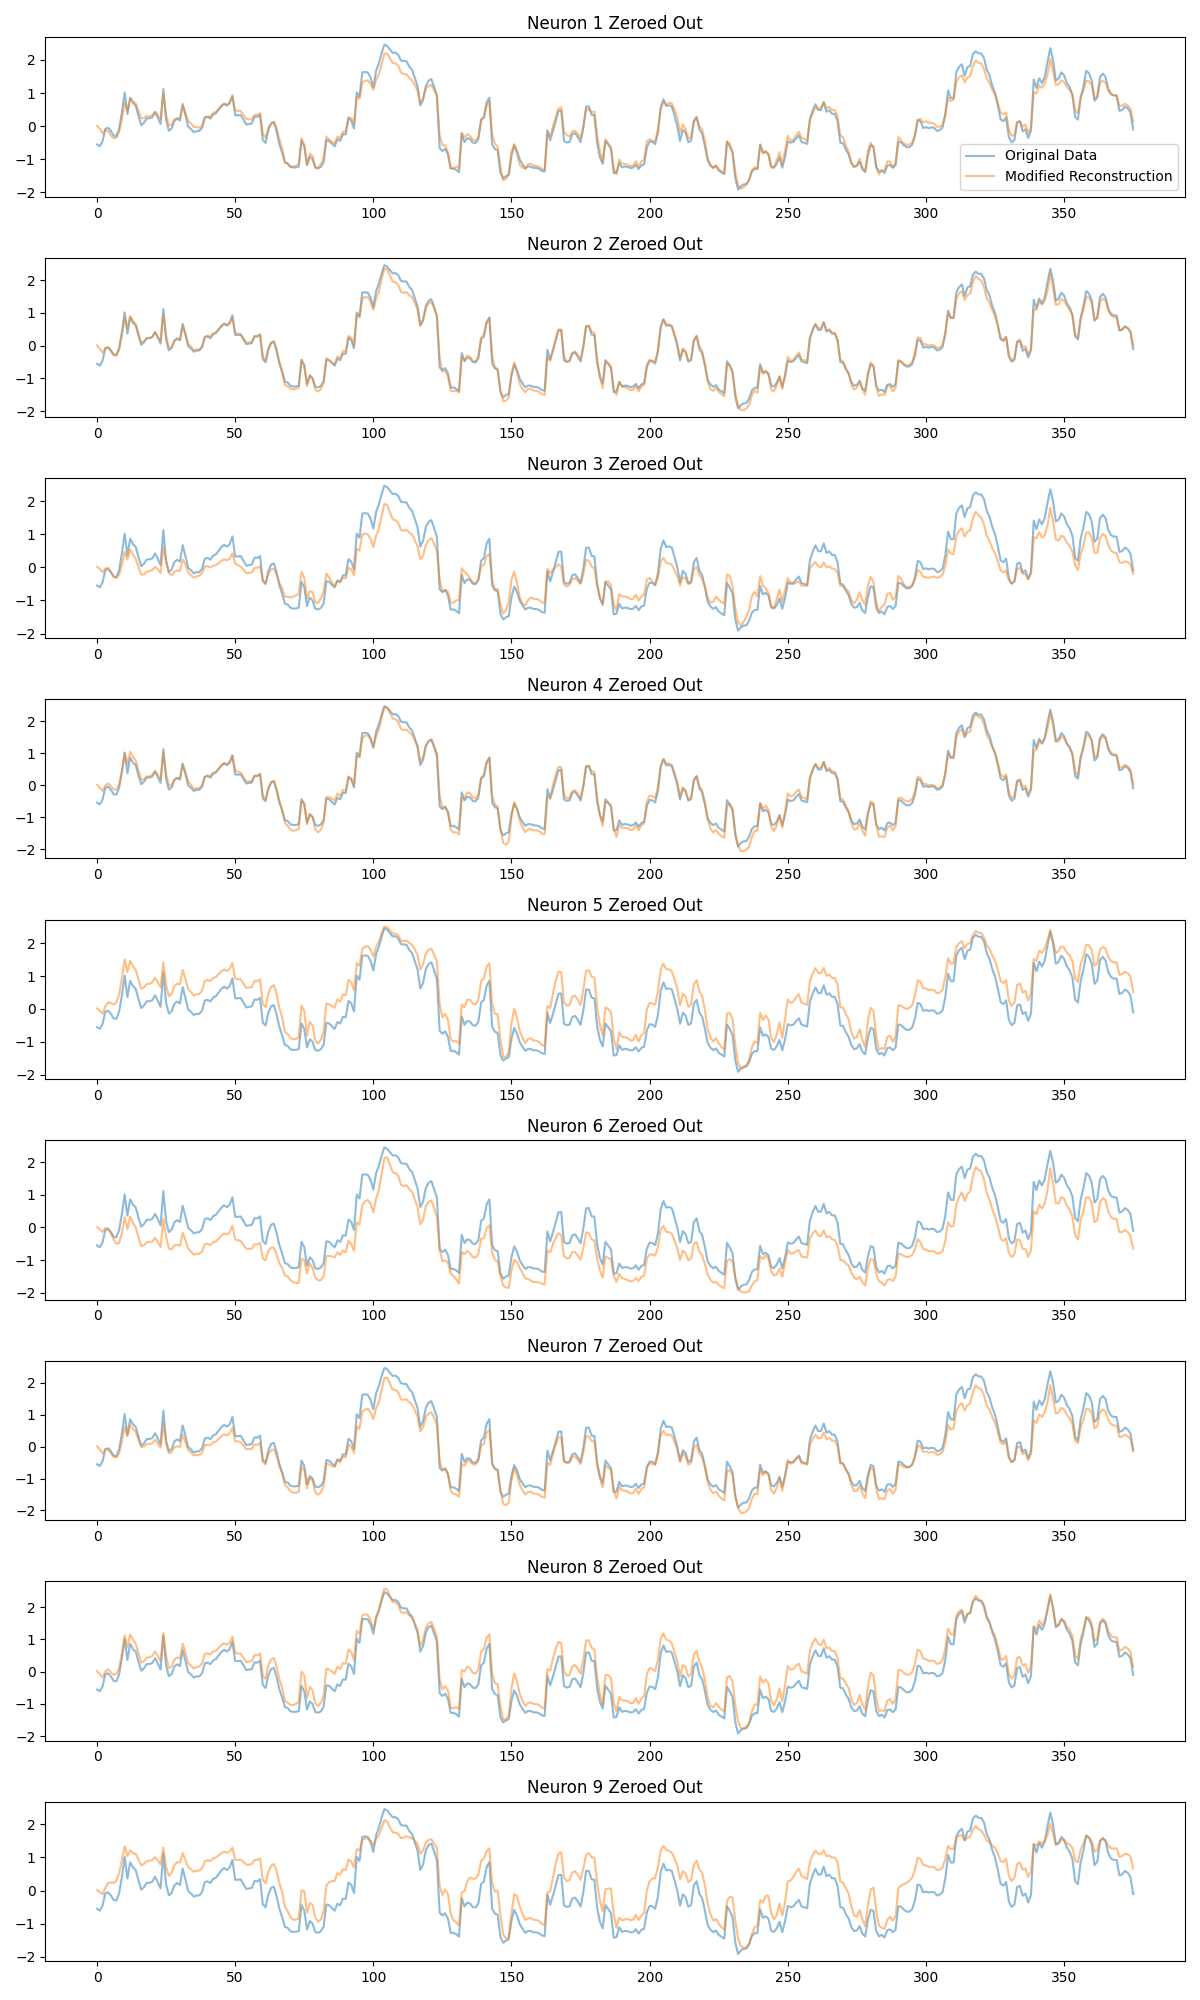 Neuron 1 Zeroed Out
2
1
0
−1
−2
Original Data
Modified Reconstruction
0 50 100 150 200 250 300 350
Neuron 2 Zeroed Out
2
1
0
−1
−2
0 50 100 150 200 250 300 350
Neuron 3 Zeroed Out
2
1
0
−1
−2
0 50 100 150 200 250 300 350
Neuron 4 Zeroed Out
2
1
0
−1
−2
0 50 100 150 200 250 300 350
Neuron 5 Zeroed Out
2
1
0
−1
−2
0 50 100 150 200 250 300 350
Neuron 6 Zeroed Out
2
1
0
−1
−2
0 50 100 150 200 250 300 350
Neuron 7 Zeroed Out
2
1
0
−1
−2
0 50 100 150 200 250 300 350
Neuron 8 Zeroed Out
2
1
0
−1
−2
0 50 100 150 200 250 300 350
Neuron 9 Zeroed Out
2
1
0
−1
−2
0 50 100 150 200 250 300 350